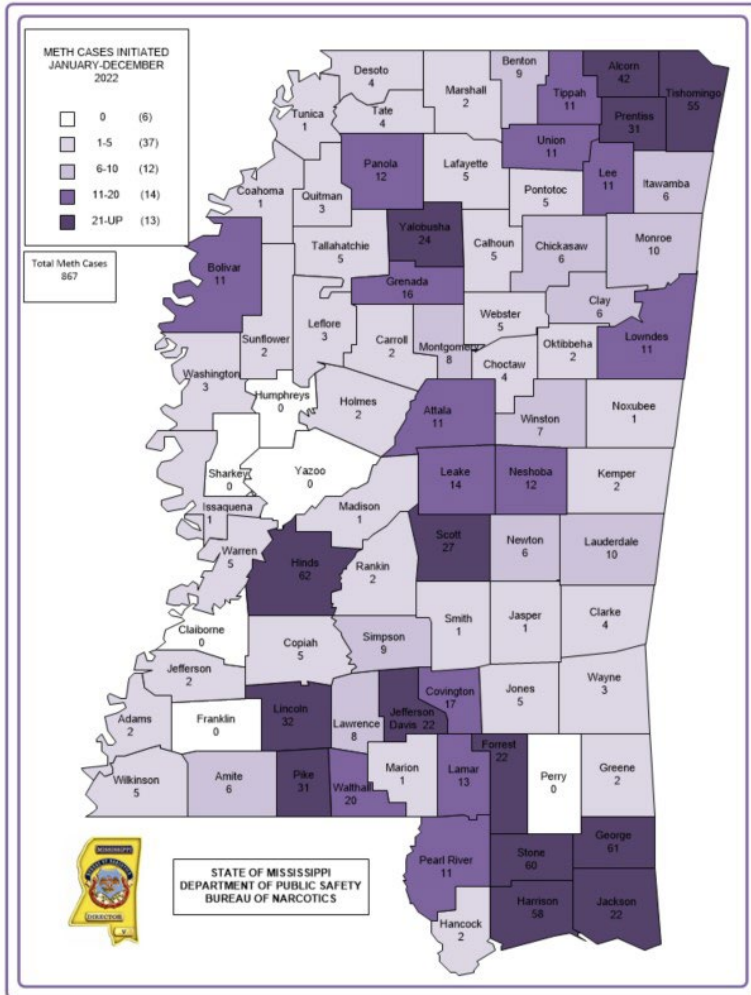 METH CASES INITIATED
JANUARY-DECEMBER
2022
0 (6)
1-5 (37)
6-10 (12)
11-20 (14)
21-UP (13)
Total Meth Cases
867
Desoto
4
Marshall
2
Benton
9
Tippah
11
Alcorn
42
Tishomingo
55
Prentiss
31
Tunica
1
Tate
4
Union
11
Panola
12
Lafayette
5
Lee
11
Pontotoc
5
Itawamba
6
Coahoma
1
Quitman
3
Yalobusha
24
Calhoun
5
Chickasaw
6
Monroe
10
Tallahatchie
5
Bolivar
11
Grenada
16
Clay
6
Webster
5
Sunflower
2
Leflore
3
Carroll
2
Montgomery
8
Oktibbeha
2
Lowndes
11
Choctaw
4
Washington
3
Humphreys
0
Holmes
2
Attala
11
Winston
7
Noxubee
1
Sharkey
0
Yazoo
0
Leake
14
Neshoba
12
Kemper
2
Issaquena
1
Madison
1
Warren
5
Hinds
62
Rankin
2
Scott
27
Newton
6
Lauderdale
10
Claiborne
0
Copiah
5
Simpson
9
Smith
1
Jasper
1
Clarke
4
Jefferson
2
Adams
2
Franklin
0
Lincoln
32
Lawrence
8
Jefferson
Davis 22
Covington
17
Jones
5
Wayne
3
Wilkinson
5
Amite
6
Pike
31
Walthall
20
Marion
1
Lamar
13
Forrest
22
Perry
0
Greene
2
Pearl River
11
Stone
60
George
61
Hancock
2
Harrison
58
Jackson
22
MISSISSIPPI
BUREAU OF NARCOTICS
DIRECTOR
STATE OF MISSISSIPPI
DEPARTMENT OF PUBLIC SAFETY
BUREAU OF NARCOTICS